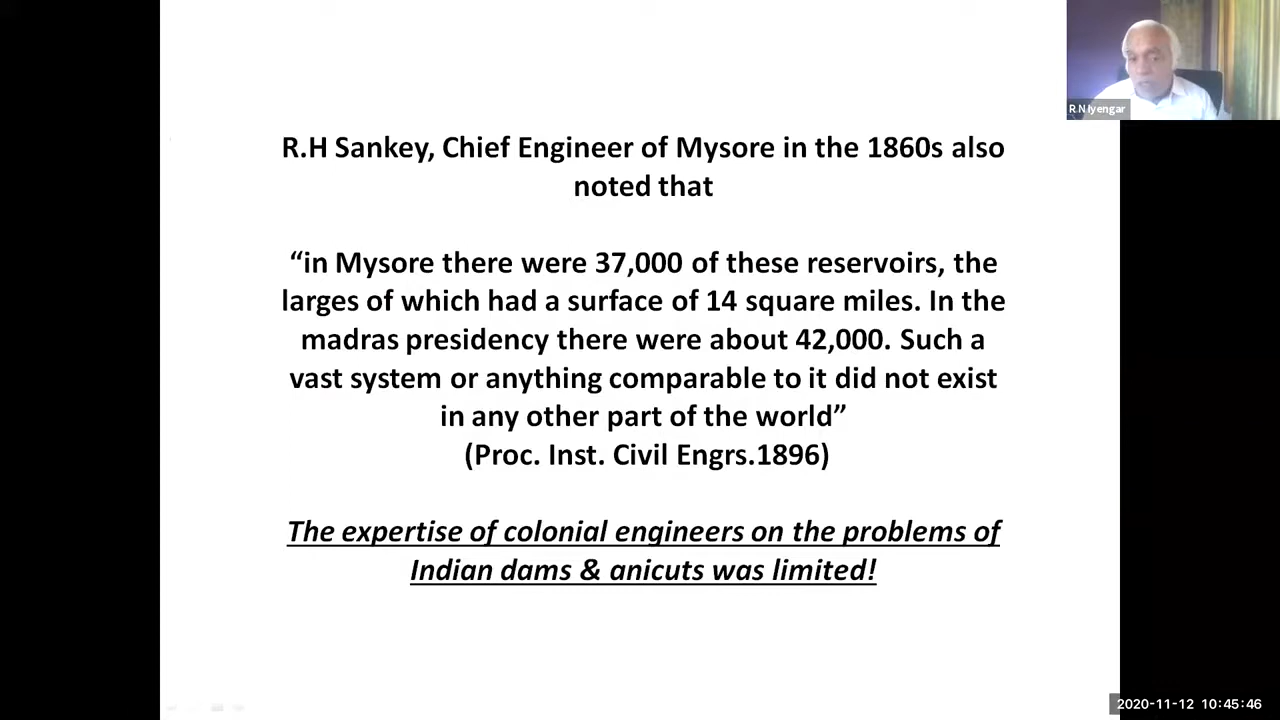 R N Iyengar
R.H Sankey, Chief Engineer of Mysore in the 1860s also
noted that
“in Mysore there were 37,000 of these reservoirs, the
larges of which had a surface of 14 square miles. In the
madras presidency there were about 42,000. Such a
vast system or anything comparable to it did not exist
in any other part of the world”
(Proc. Inst. Civil Engrs.1896)
The expertise of colonial engineers on the problems of
Indian dams & anicuts was limited!
2020-11-12 10:45:46